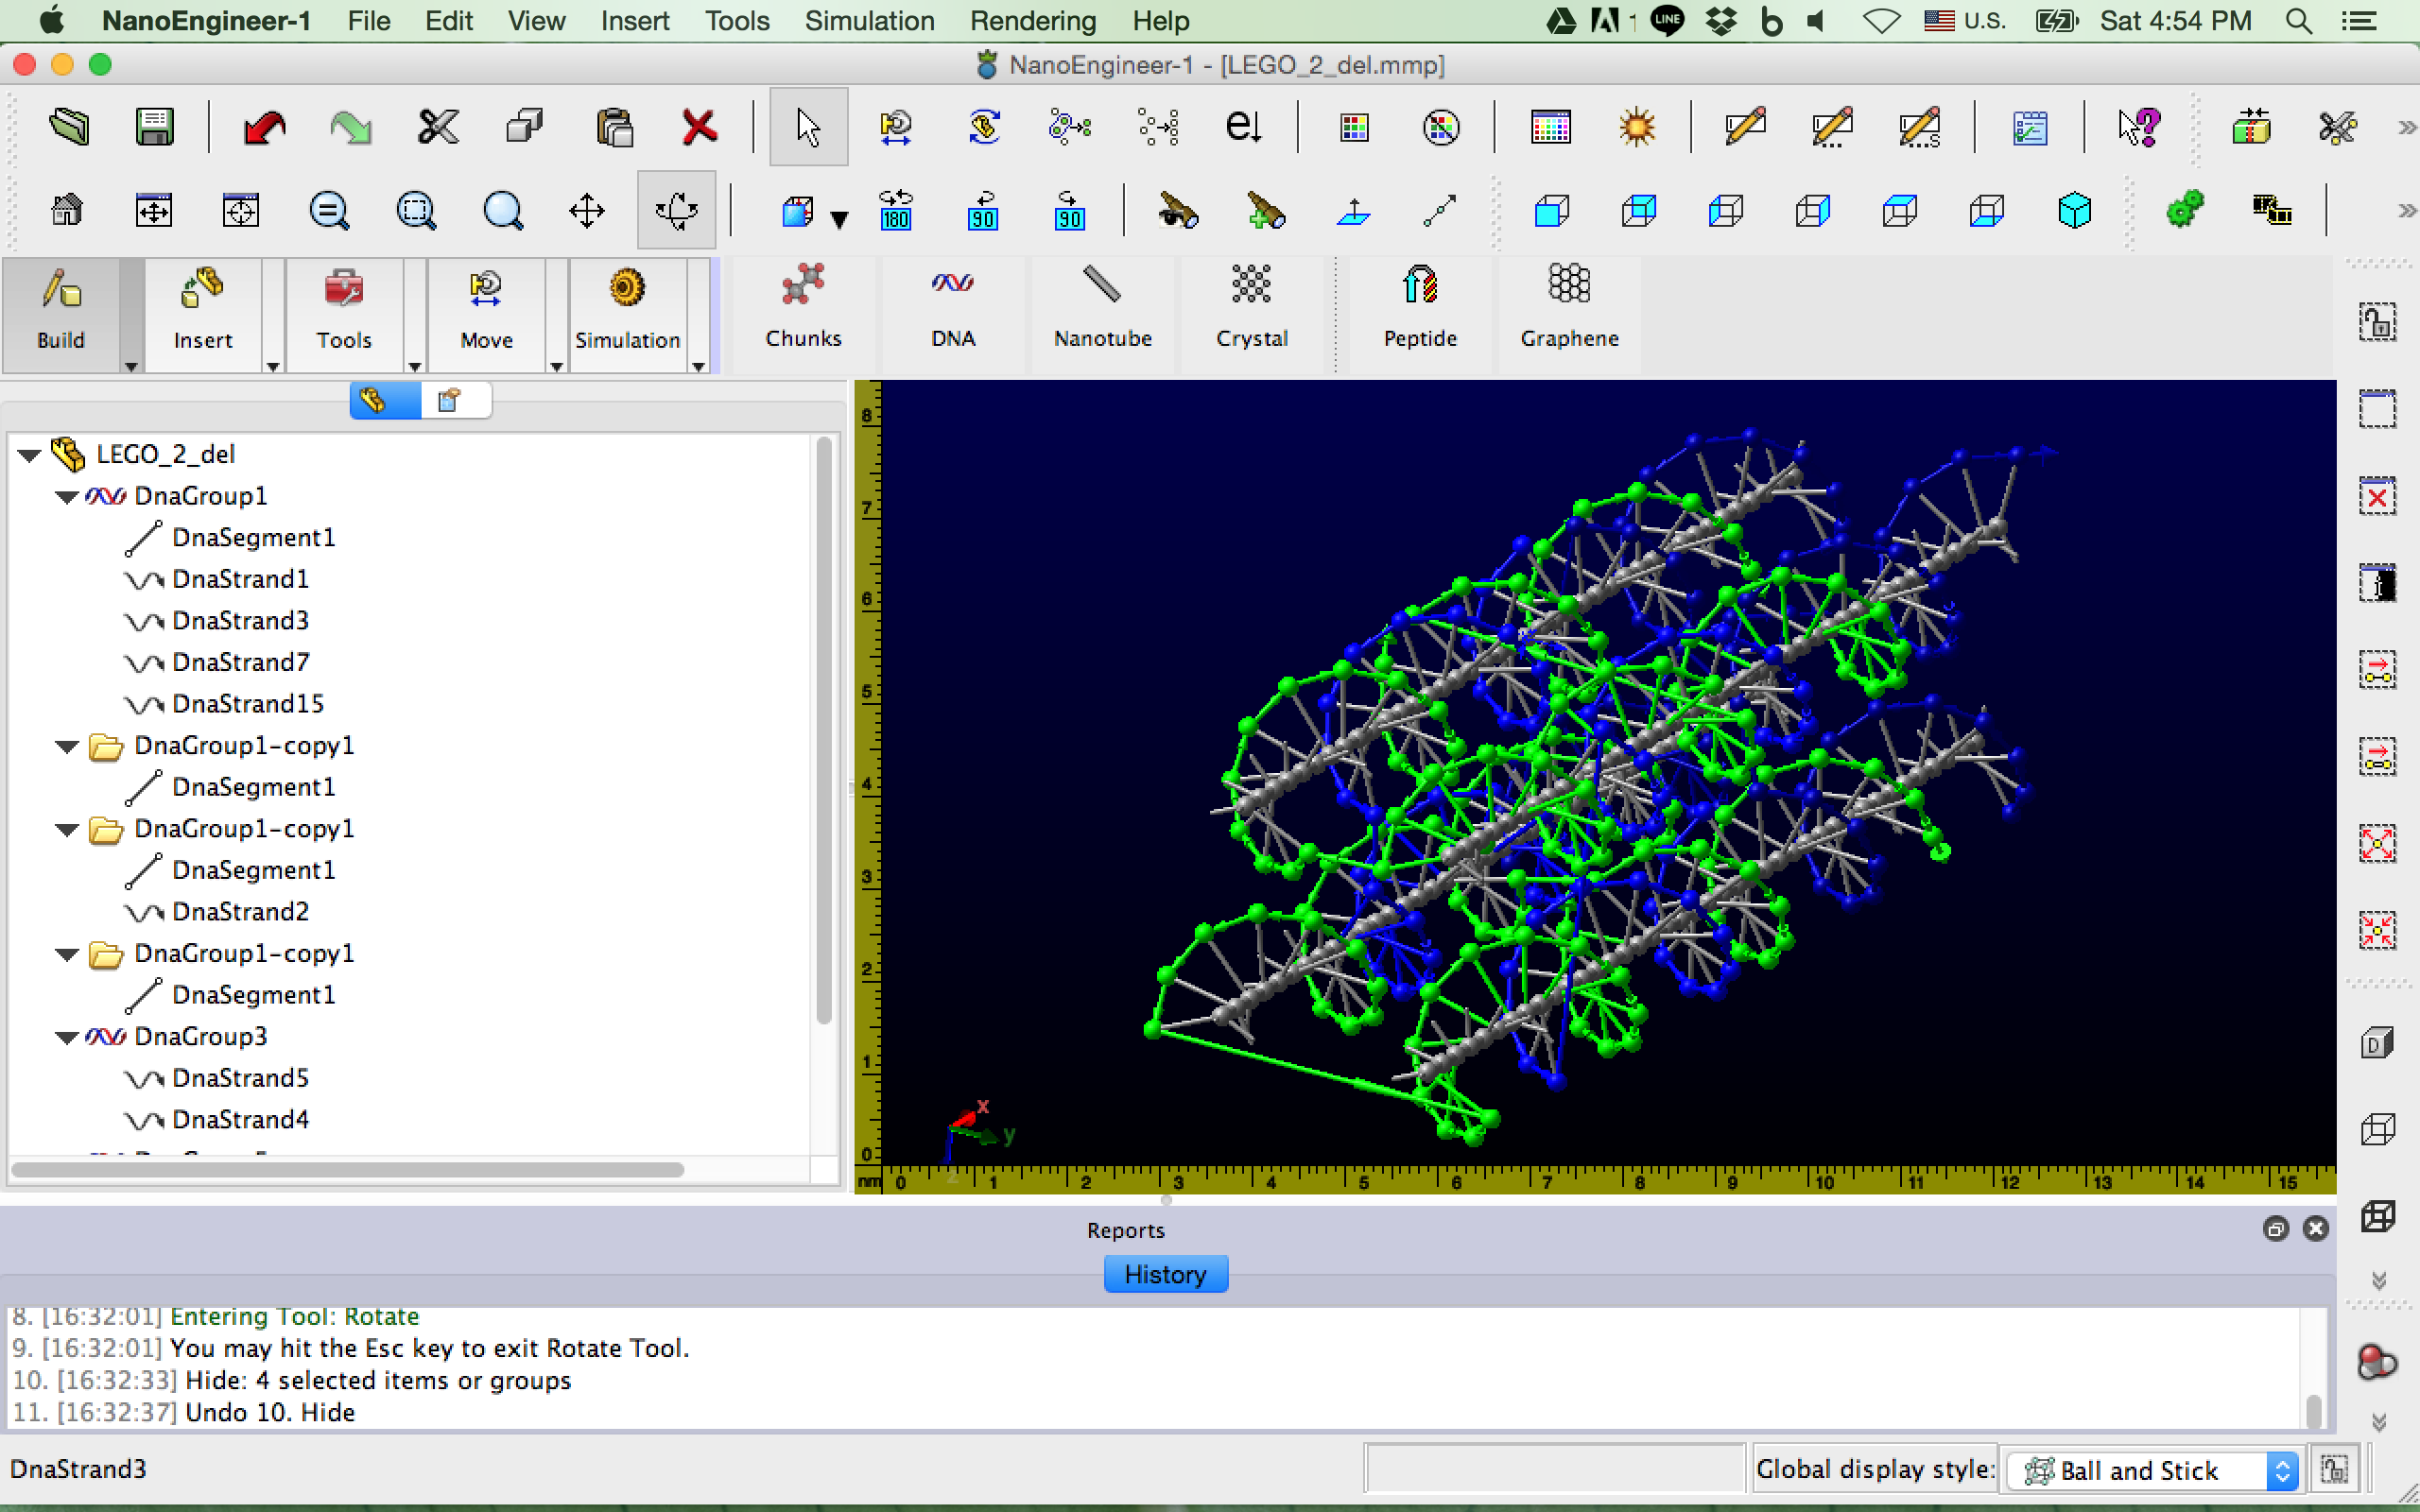 NanoEngineer-1 File Edit View Insert Tools Simulation Rendering Help LINE U.S. Sat 4:54 PM
NanoEngineer-1 - [LEGO_2_del.mmp]
180 90 90
Build Insert Tools Move Simulation Chunks DNA Nanotube Crystal Peptide Graphene
LEGO_2_del
DnaGroup1
DnaSegment1
DnaStrand1
DnaStrand3
DnaStrand7
DnaStrand15
DnaGroup1-copy1
DnaSegment1
DnaGroup1-copy1
DnaSegment1
DnaStrand2
DnaGroup1-copy1
DnaSegment1
DnaGroup3
DnaStrand5
DnaStrand4
8
7
6
5
4
3
2
1
0
x
y
nm 0 1 2 3 4 5 6 7 8 9 10 11 12 13 14 15
Reports
History
8. [16:32:01] Entering Tool: Rotate
9. [16:32:01] You may hit the Esc key to exit Rotate Tool.
10. [16:32:33] Hide: 4 selected items or groups
11. [16:32:37] Undo 10. Hide
DnaStrand3 Global display style: Ball and Stick